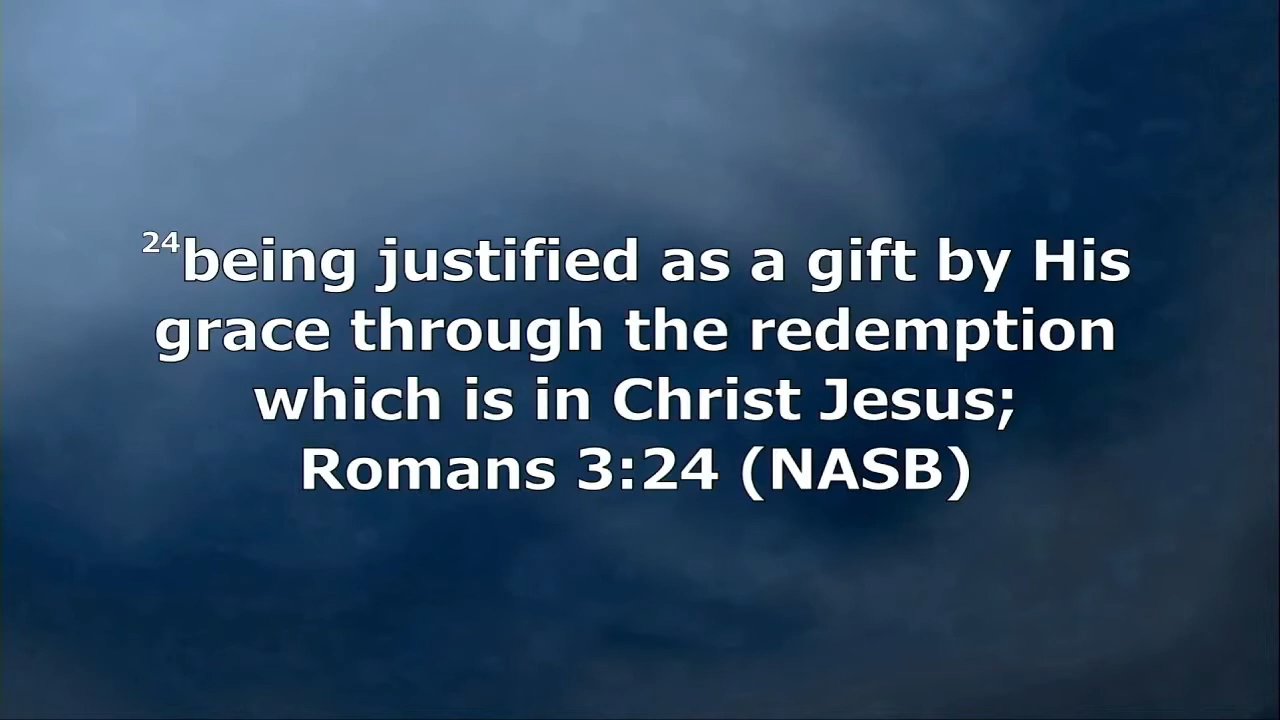 ²⁴being justified as a gift by His
grace through the redemption
which is in Christ Jesus;
Romans 3:24 (NASB)